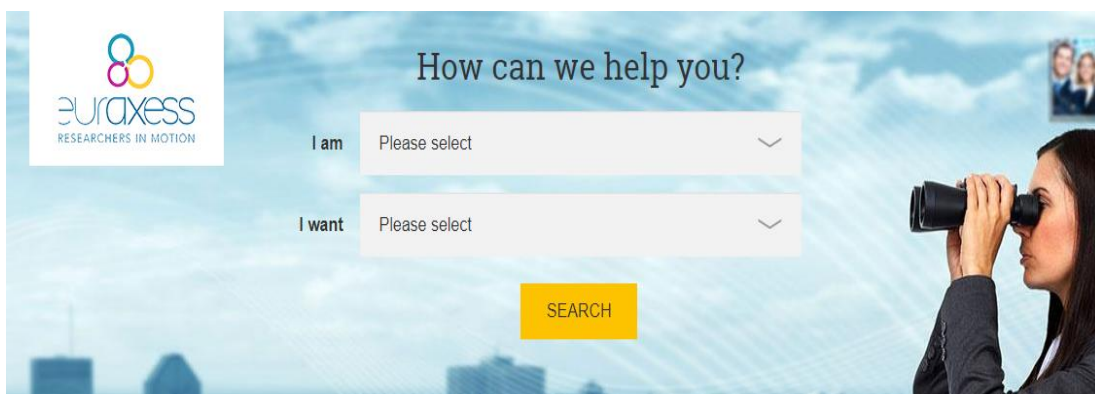 euraxess
RESEARCHERS IN MOTION
How can we help you?
I am Please select
I want Please select
SEARCH